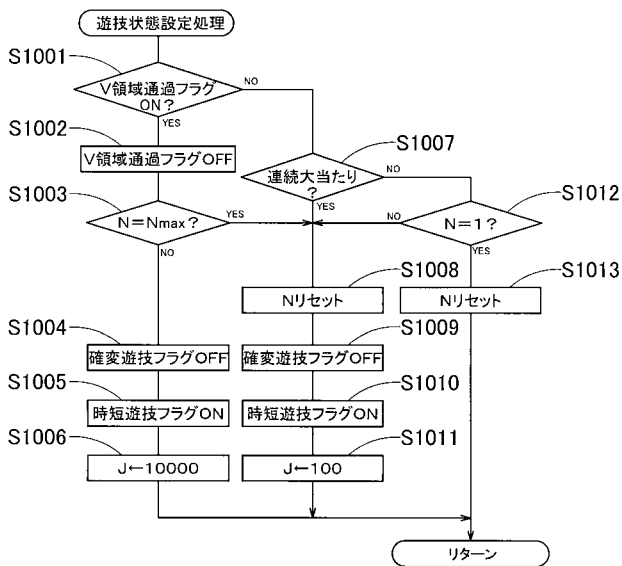 遊技状態設定処理
S1001
V領域通過フラグ
ON?
NO
YES
S1002
V領域通過フラグOFF
S1007
連続大当たり
?
NO
YES
S1003
N=Nmax?
YES
NO
S1012
N=1?
NO
YES
S1008
Nリセット
S1013
Nリセット
S1004
確変遊技フラグOFF
S1009
確変遊技フラグOFF
S1005
時短遊技フラグON
S1010
時短遊技フラグON
S1006
J←10000
S1011
J←100
リターン